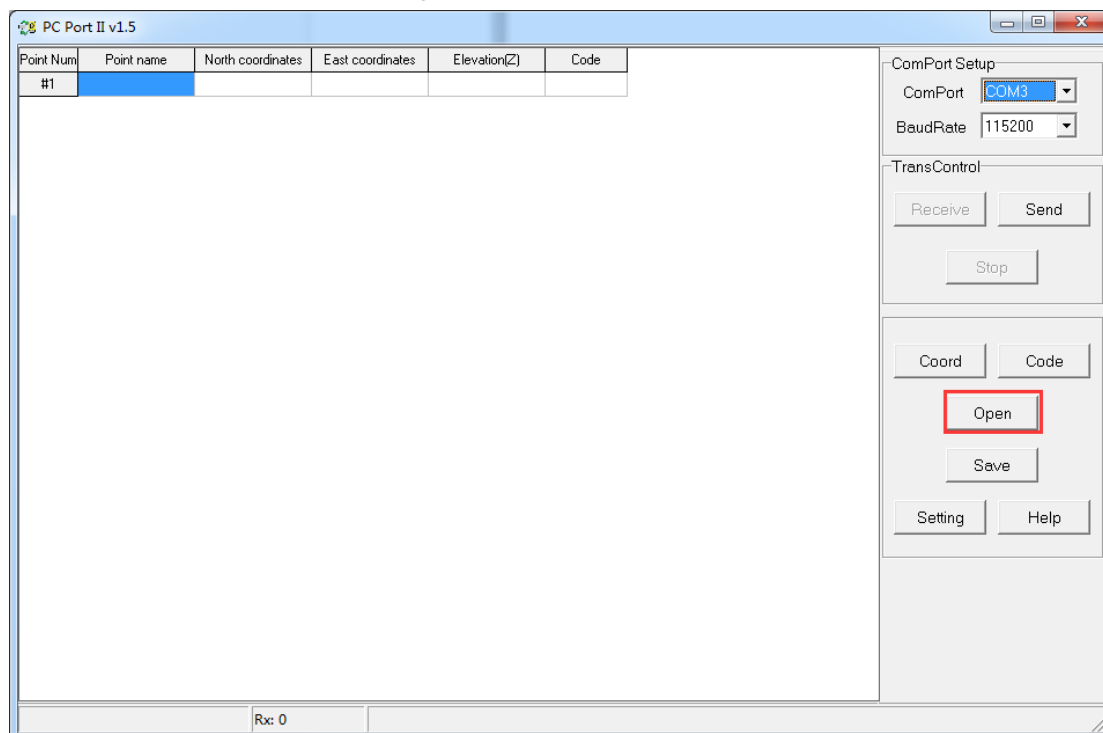 PC Port II v1.5
Point Num Point name North coordinates East coordinates Elevation(Z) Code
#1
ComPort Setup
ComPort COM3
BaudRate 115200
TransControl
Receive Send
Stop
Coord Code
Open
Save
Setting Help
Rx: 0